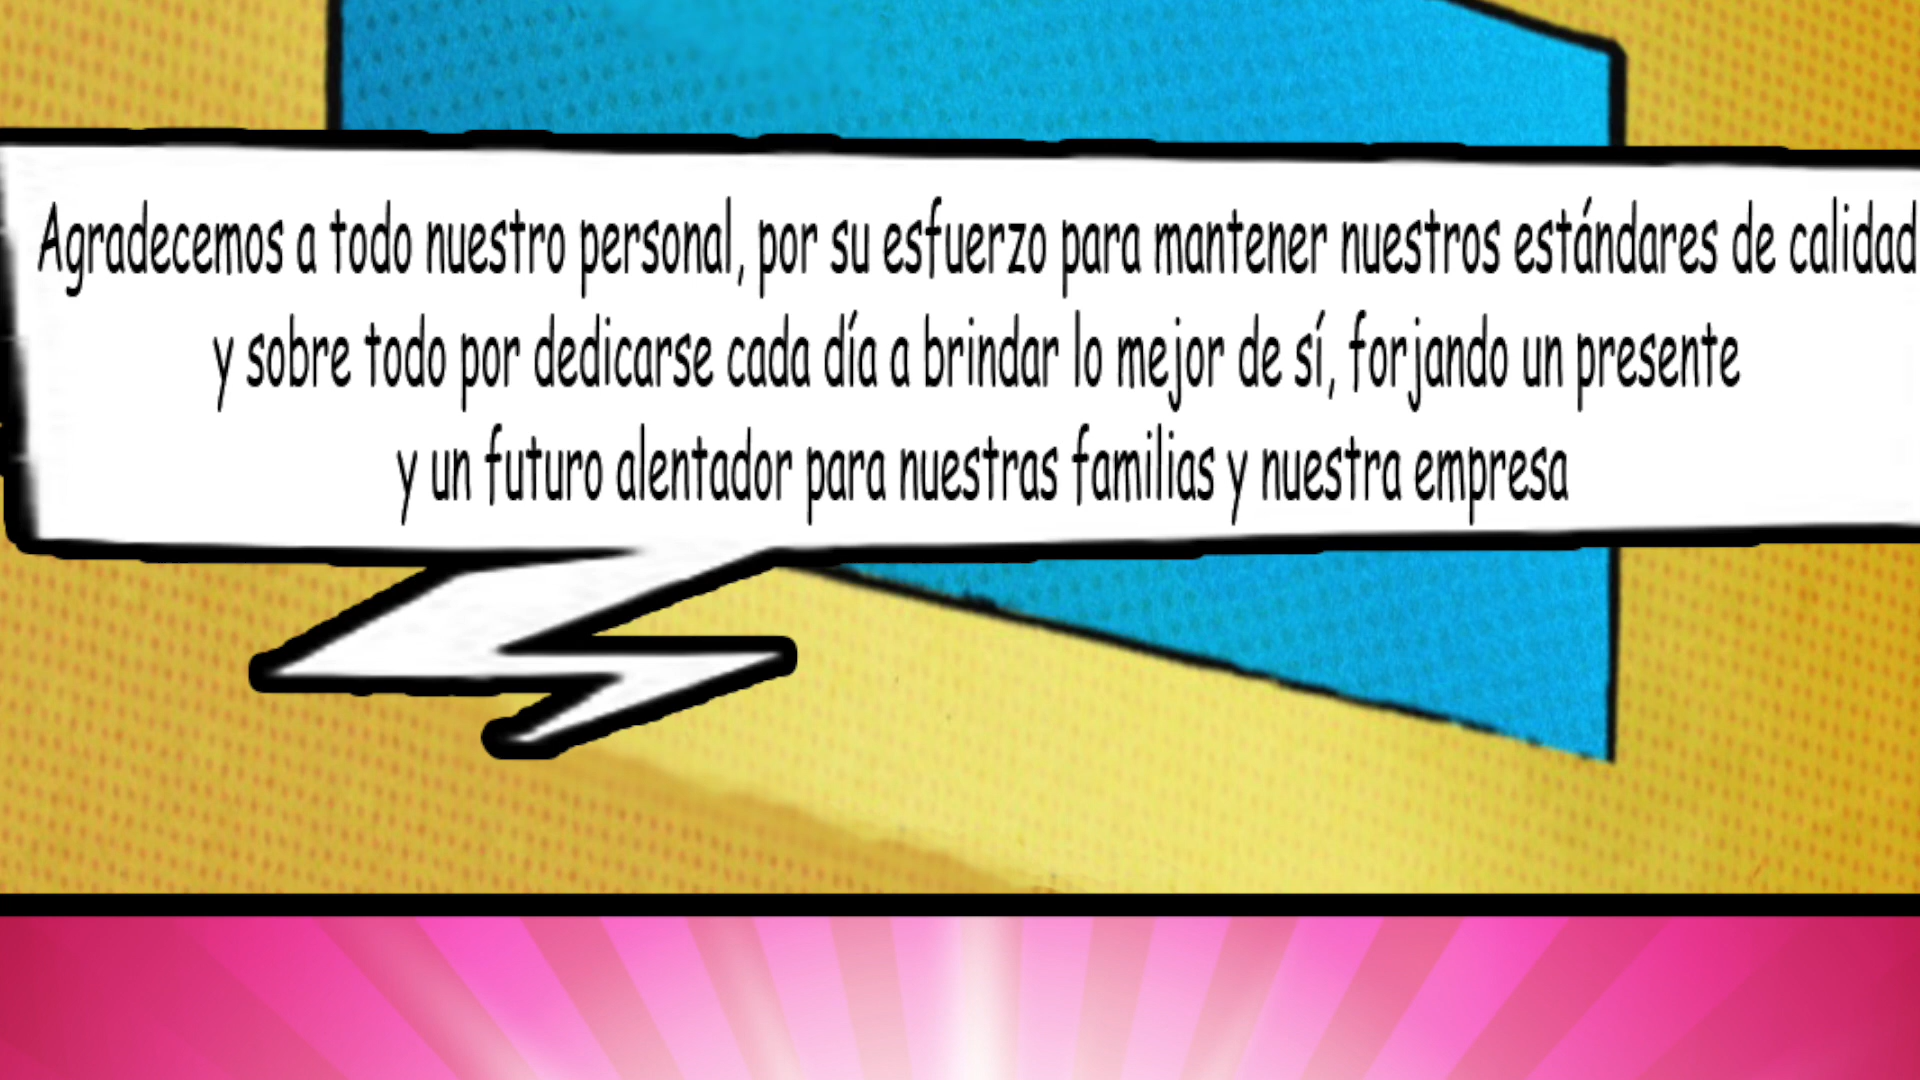 Agradecemos a todo nuestro personal, por su esfuerzo para mantener nuestros estándares de calidad
y sobre todo por dedicarse cada día a brindar lo mejor de sí, forjando un presente
y un futuro alentador para nuestras familias y nuestra empresa